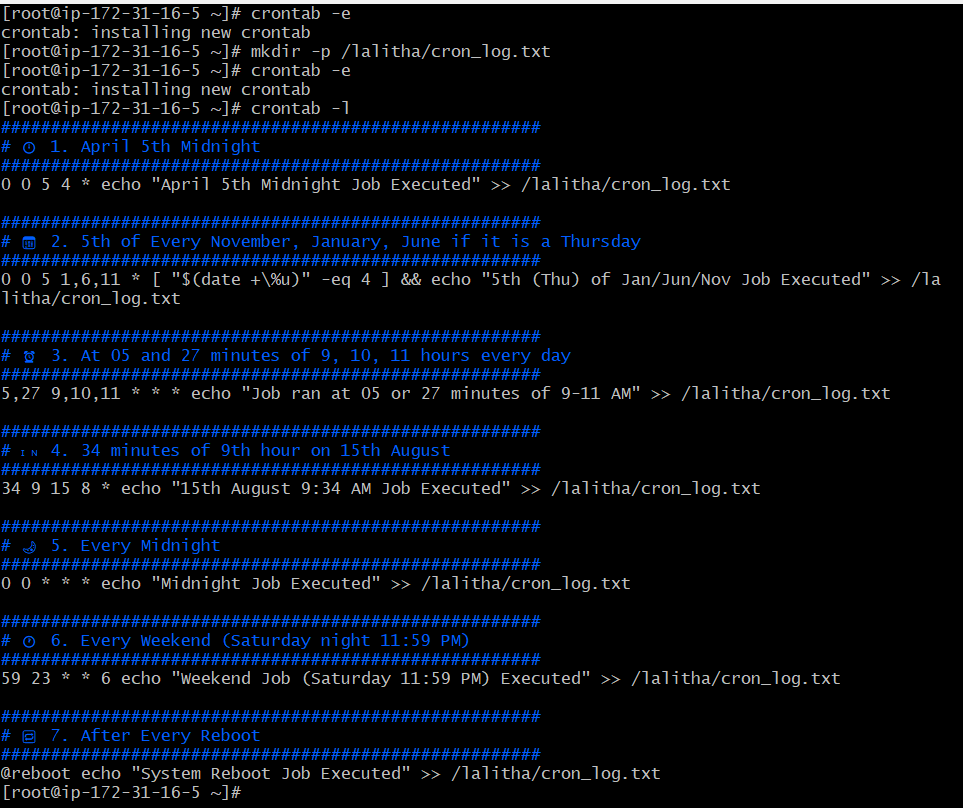 [root@ip-172-31-16-5 ~]# crontab -e
crontab: installing new crontab
[root@ip-172-31-16-5 ~]# mkdir -p /lalitha/cron_log.txt
[root@ip-172-31-16-5 ~]# crontab -e
crontab: installing new crontab
[root@ip-172-31-16-5 ~]# crontab -l
######################################################
# ⏱ 1. April 5th Midnight
######################################################
0 0 5 4 * echo "April 5th Midnight Job Executed" >> /lalitha/cron_log.txt
######################################################
# 📅 2. 5th of Every November, January, June if it is a Thursday
######################################################
0 0 5 1,6,11 * [ "$(date +\%u)" -eq 4 ] && echo "5th (Thu) of Jan/Jun/Nov Job Executed" >> /la
litha/cron_log.txt
######################################################
# ⏰ 3. At 05 and 27 minutes of 9, 10, 11 hours every day
######################################################
5,27 9,10,11 * * * echo "Job ran at 05 or 27 minutes of 9-11 AM" >> /lalitha/cron_log.txt
######################################################
# 🇮🇳 4. 34 minutes of 9th hour on 15th August
######################################################
34 9 15 8 * echo "15th August 9:34 AM Job Executed" >> /lalitha/cron_log.txt
######################################################
# 🌙 5. Every Midnight
######################################################
0 0 * * * echo "Midnight Job Executed" >> /lalitha/cron_log.txt
######################################################
# 🕐 6. Every Weekend (Saturday night 11:59 PM)
######################################################
59 23 * * 6 echo "Weekend Job (Saturday 11:59 PM) Executed" >> /lalitha/cron_log.txt
######################################################
# 🔁 7. After Every Reboot
######################################################
@reboot echo "System Reboot Job Executed" >> /lalitha/cron_log.txt
[root@ip-172-31-16-5 ~]#